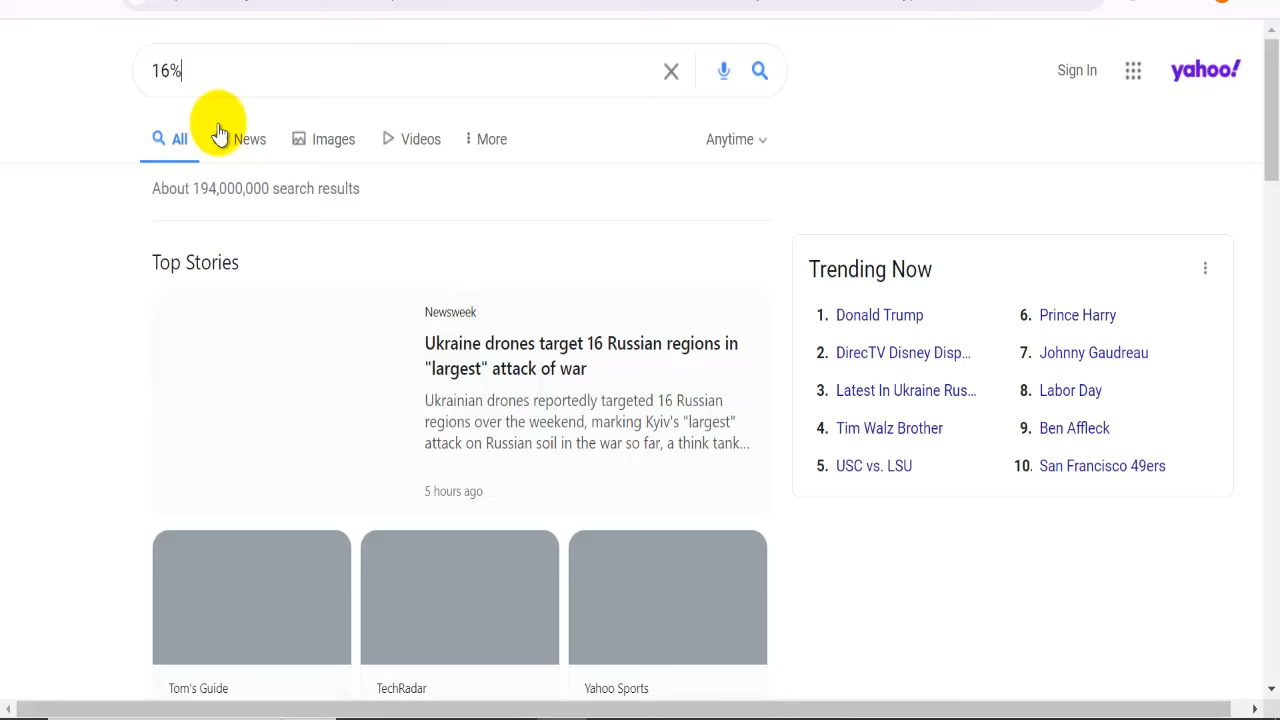 16%
Sign In
yahoo!
All
News
Images
Videos
More
Anytime
About 194,000,000 search results
Top Stories
Newsweek
Ukraine drones target 16 Russian regions in
"largest" attack of war
Ukrainian drones reportedly targeted 16 Russian
regions over the weekend, marking Kyiv's "largest"
attack on Russian soil in the war so far, a think tank...
5 hours ago
Tom's Guide
TechRadar
Yahoo Sports
Trending Now
1. Donald Trump
2. DirecTV Disney Disp...
3. Latest In Ukraine Rus...
4. Tim Walz Brother
5. USC vs. LSU
6. Prince Harry
7. Johnny Gaudreau
8. Labor Day
9. Ben Affleck
10. San Francisco 49ers